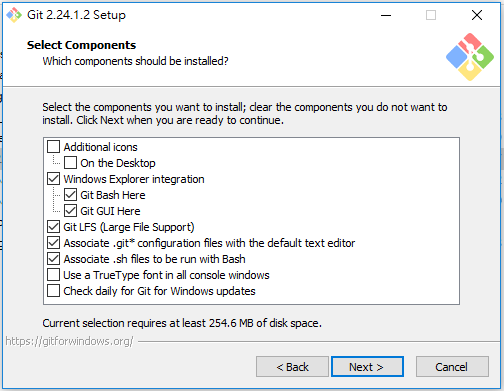 Git 2.24.1.2 Setup
Select Components
Which components should be installed?
Select the components you want to install; clear the components you do not want to
install. Click Next when you are ready to continue.
Additional icons
On the Desktop
Windows Explorer integration
Git Bash Here
Git GUI Here
Git LFS (Large File Support)
Associate .git* configuration files with the default text editor
Associate .sh files to be run with Bash
Use a TrueType font in all console windows
Check daily for Git for Windows updates
Current selection requires at least 254.6 MB of disk space.
https://gitforwindows.org/
< Back
Next >
Cancel